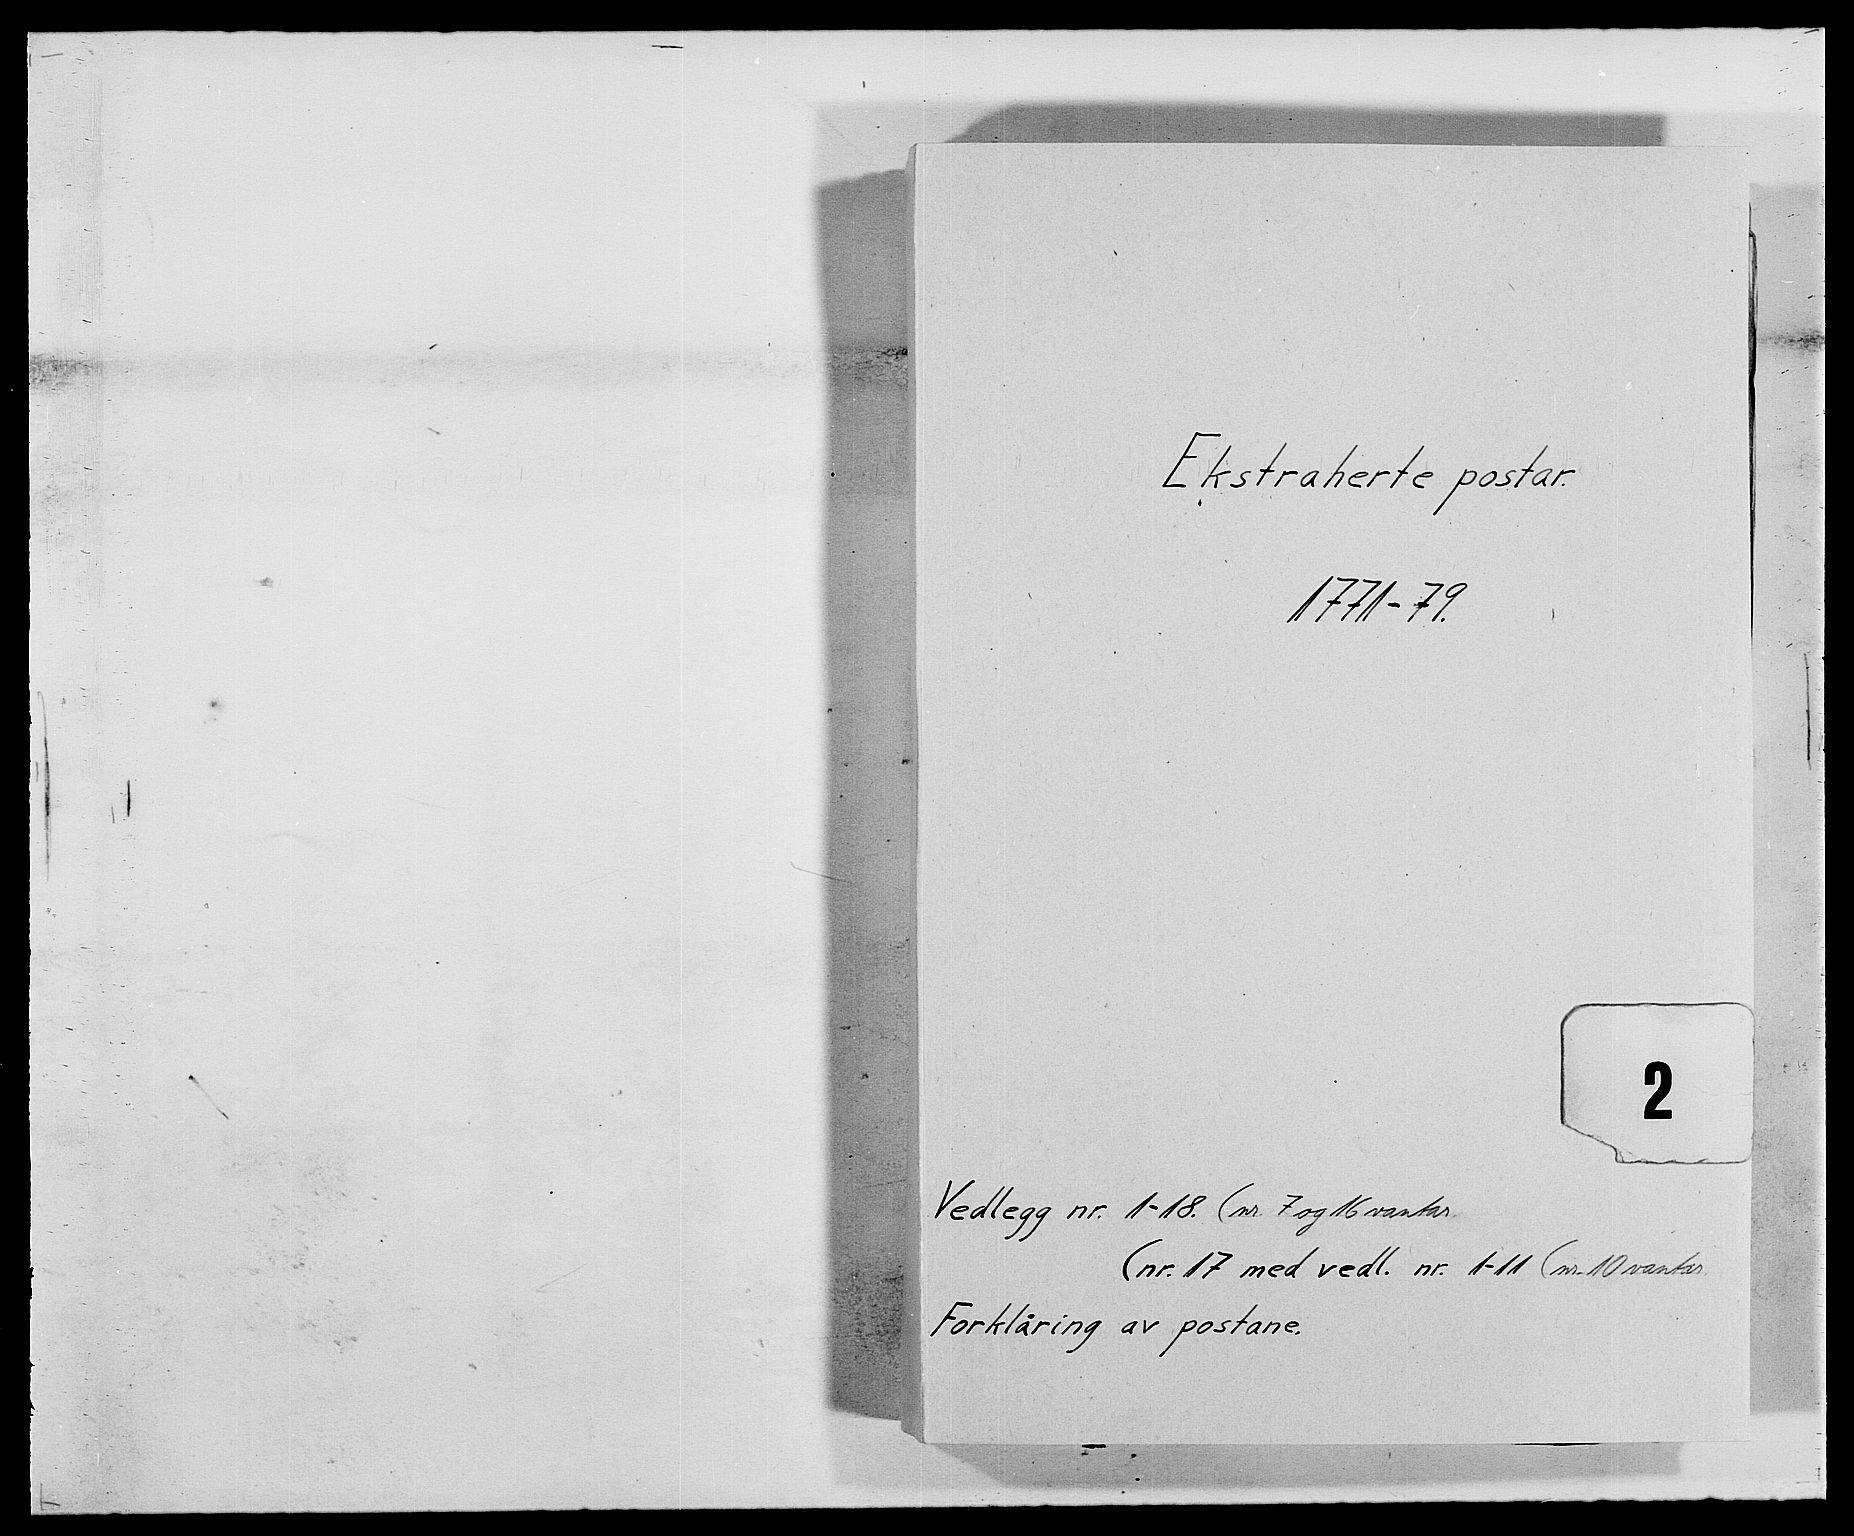 Ekstraherte postar.
1771-79.
2
Vedlegg nr. 1-18. (nr. 7 og 16 vantar.
(nr. 17 med vedl. nr. 1-11 (nr. 10 vantar.
Forklåring av postane.